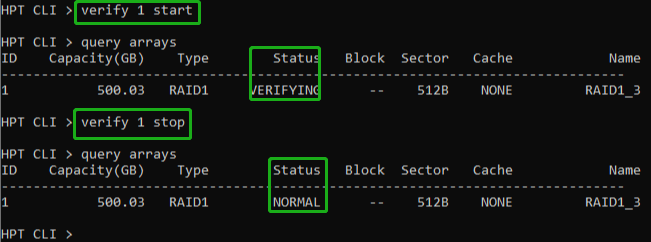 HPT CLI > verify 1 start
HPT CLI > query arrays
ID Capacity(GB) Type Status Block Sector Cache Name
-------------------------------------------------------------------------------
1 500.03 RAID1 VERIFYING -- 512B NONE RAID1_3
HPT CLI > verify 1 stop
HPT CLI > query arrays
ID Capacity(GB) Type Status Block Sector Cache Name
-------------------------------------------------------------------------------
1 500.03 RAID1 NORMAL -- 512B NONE RAID1_3
HPT CLI >